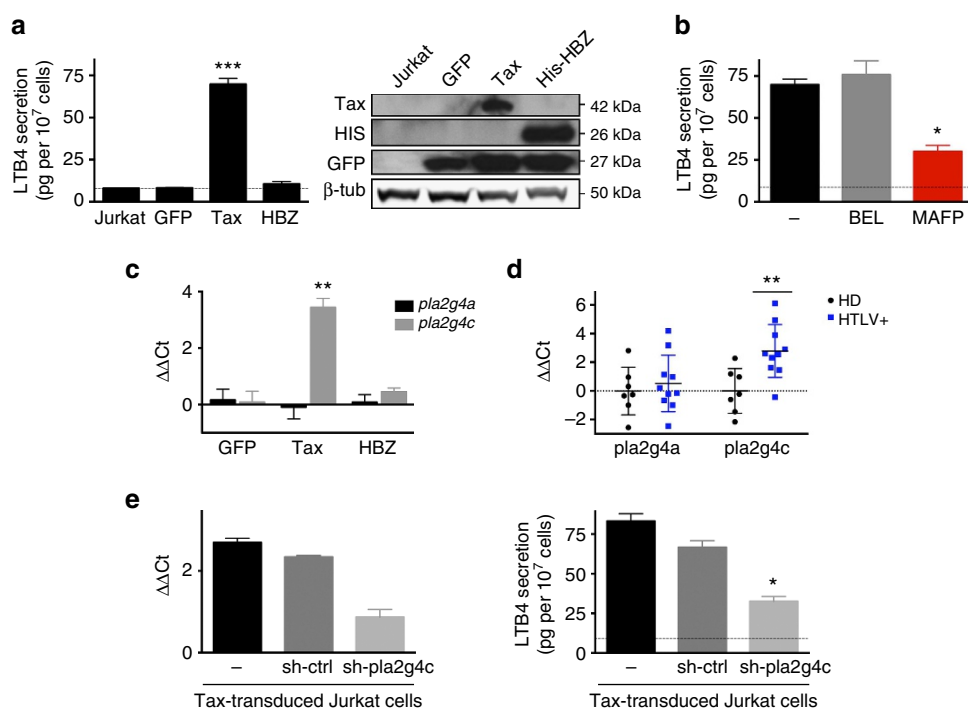 a
LTB4 secretion
(pg per 10⁷ cells)
75
50
25
0
***
Jurkat GFP Tax HBZ
Jurkat GFP Tax His-HBZ
Tax 42 kDa
HIS 26 kDa
GFP 27 kDa
β-tub 50 kDa
b
LTB4 secretion
(pg per 10⁷ cells)
75
50
25
0
*
– BEL MAFP
c
ΔΔCt
4
2
0
**
pla2g4a
pla2g4c
GFP Tax HBZ
d
ΔΔCt
6
4
2
0
−2
**
HD
HTLV+
pla2g4a pla2g4c
e
ΔΔCt
2
0
– sh-ctrl sh-pla2g4c
Tax-transduced Jurkat cells
LTB4 secretion
(pg per 10⁷ cells)
75
50
25
0
*
– sh-ctrl sh-pla2g4c
Tax-transduced Jurkat cells